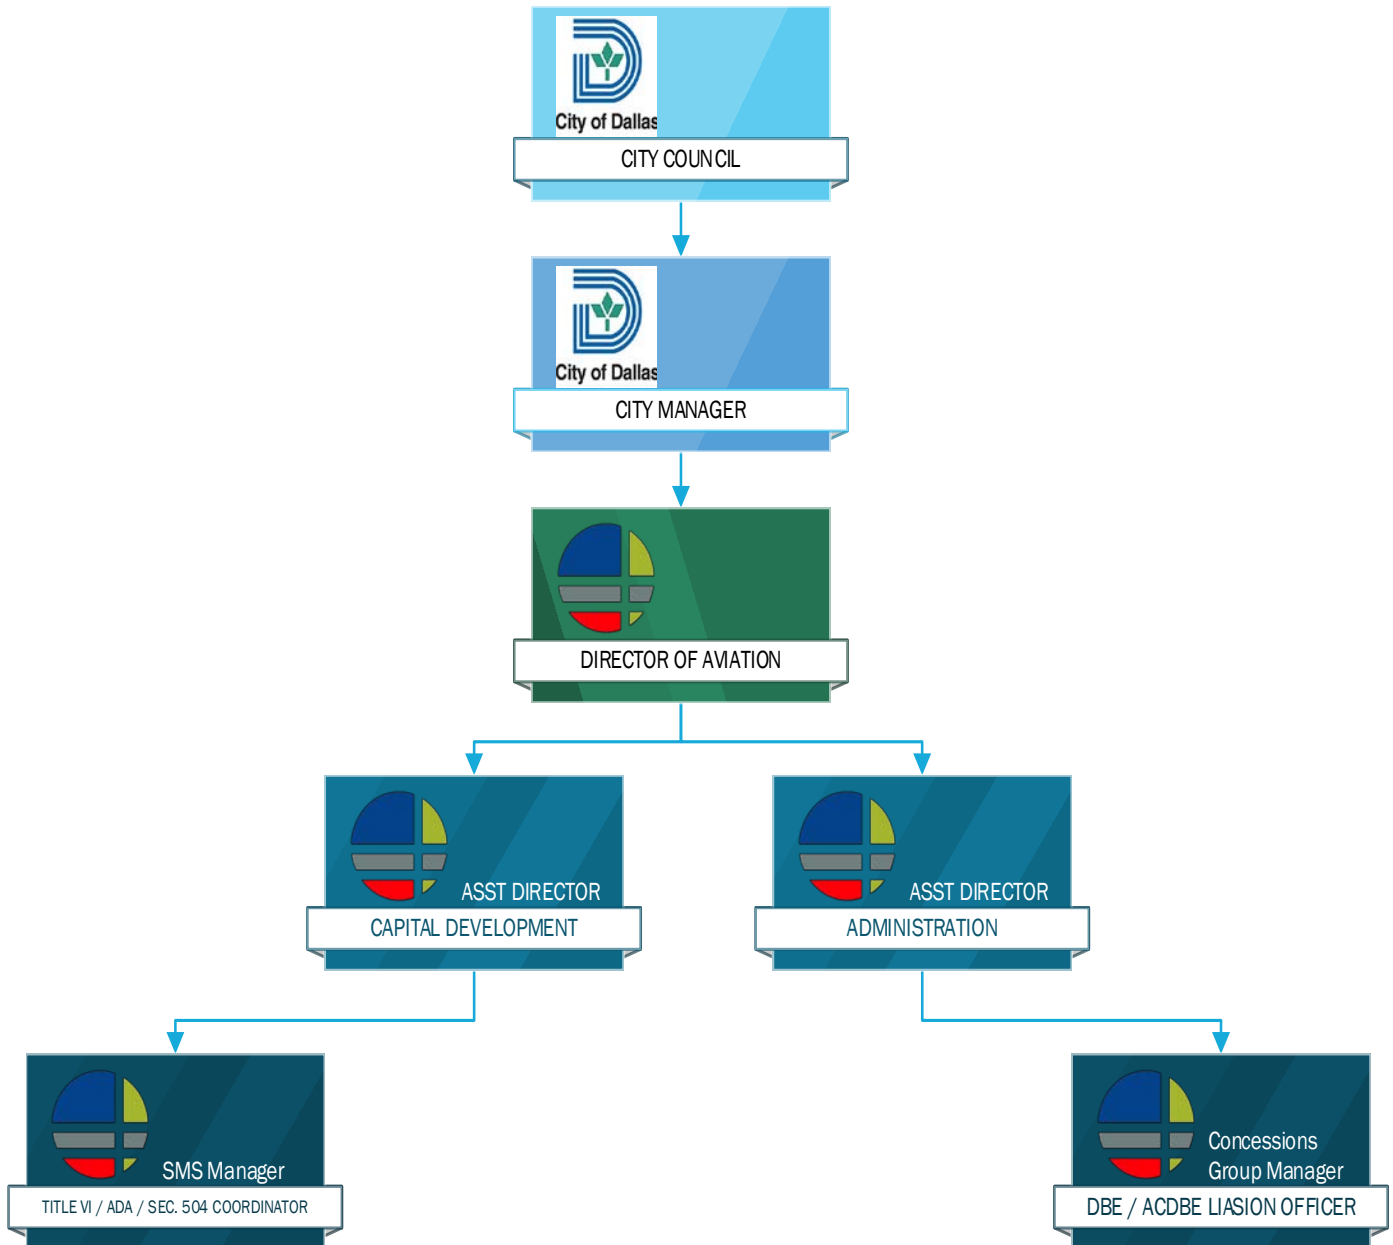 City of Dallas
CITY COUNCIL
City of Dallas
CITY MANAGER
DIRECTOR OF AVIATION
ASST DIRECTOR
CAPITAL DEVELOPMENT
ASST DIRECTOR
ADMINISTRATION
SMS Manager
TITLE VI / ADA / SEC. 504 COORDINATOR
Concessions
Group Manager
DBE / ACDBE LIASION OFFICER